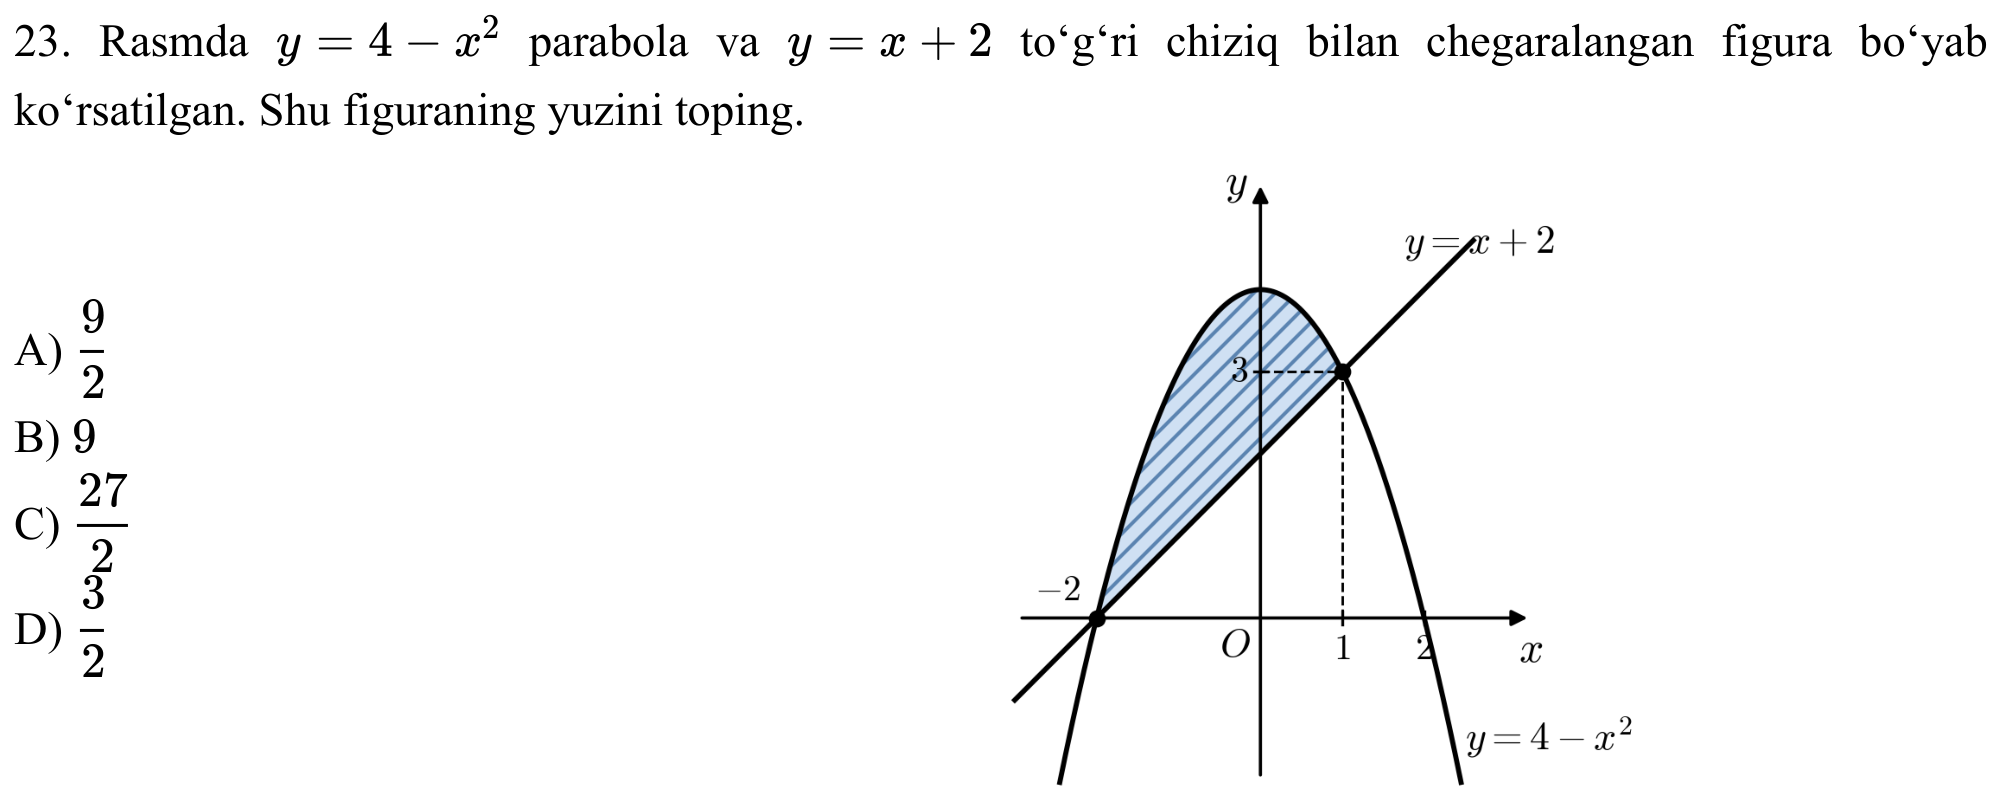 23. Rasmda y = 4 − x² parabola va y = x + 2 to‘g‘ri chiziq bilan chegaralangan figura bo‘yab
ko‘rsatilgan. Shu figuraning yuzini toping.
A) 9/2
B) 9
C) 27/2
D) 3/2
y
y = x + 2
3
−2
O
1
2
x
y = 4 − x²